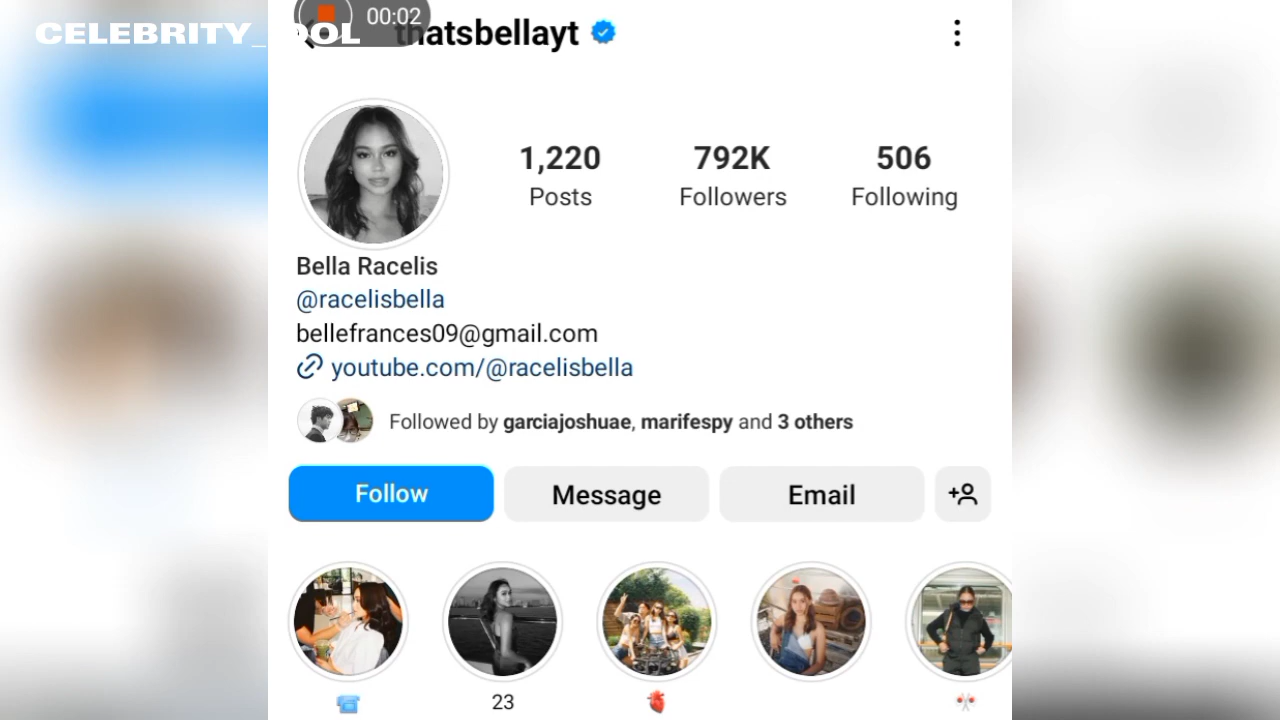 CELEBRITY_IDOL
00:02
thatsbellayt
1,220
Posts
792K
Followers
506
Following
Bella Racelis
@racelisbella
bellefrances09@gmail.com
youtube.com/@racelisbella
Followed by garciajoshuae, marifespy and 3 others
Follow
Message
Email
23